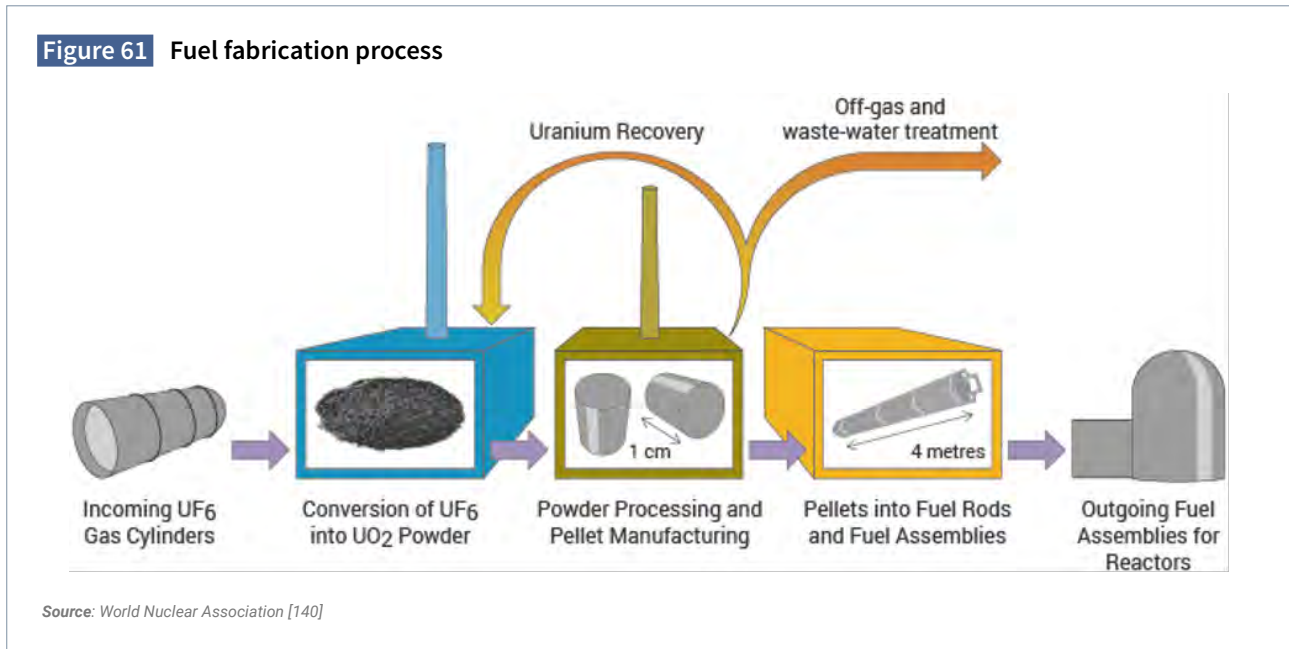 Figure 61 Fuel fabrication process
Off-gas and
waste-water treatment
Uranium Recovery
1 cm
4 metres
Incoming UF6
Gas Cylinders
Conversion of UF6
into UO2 Powder
Powder Processing and
Pellet Manufacturing
Pellets into Fuel Rods
and Fuel Assemblies
Outgoing Fuel
Assemblies for
Reactors
Source: World Nuclear Association [140]